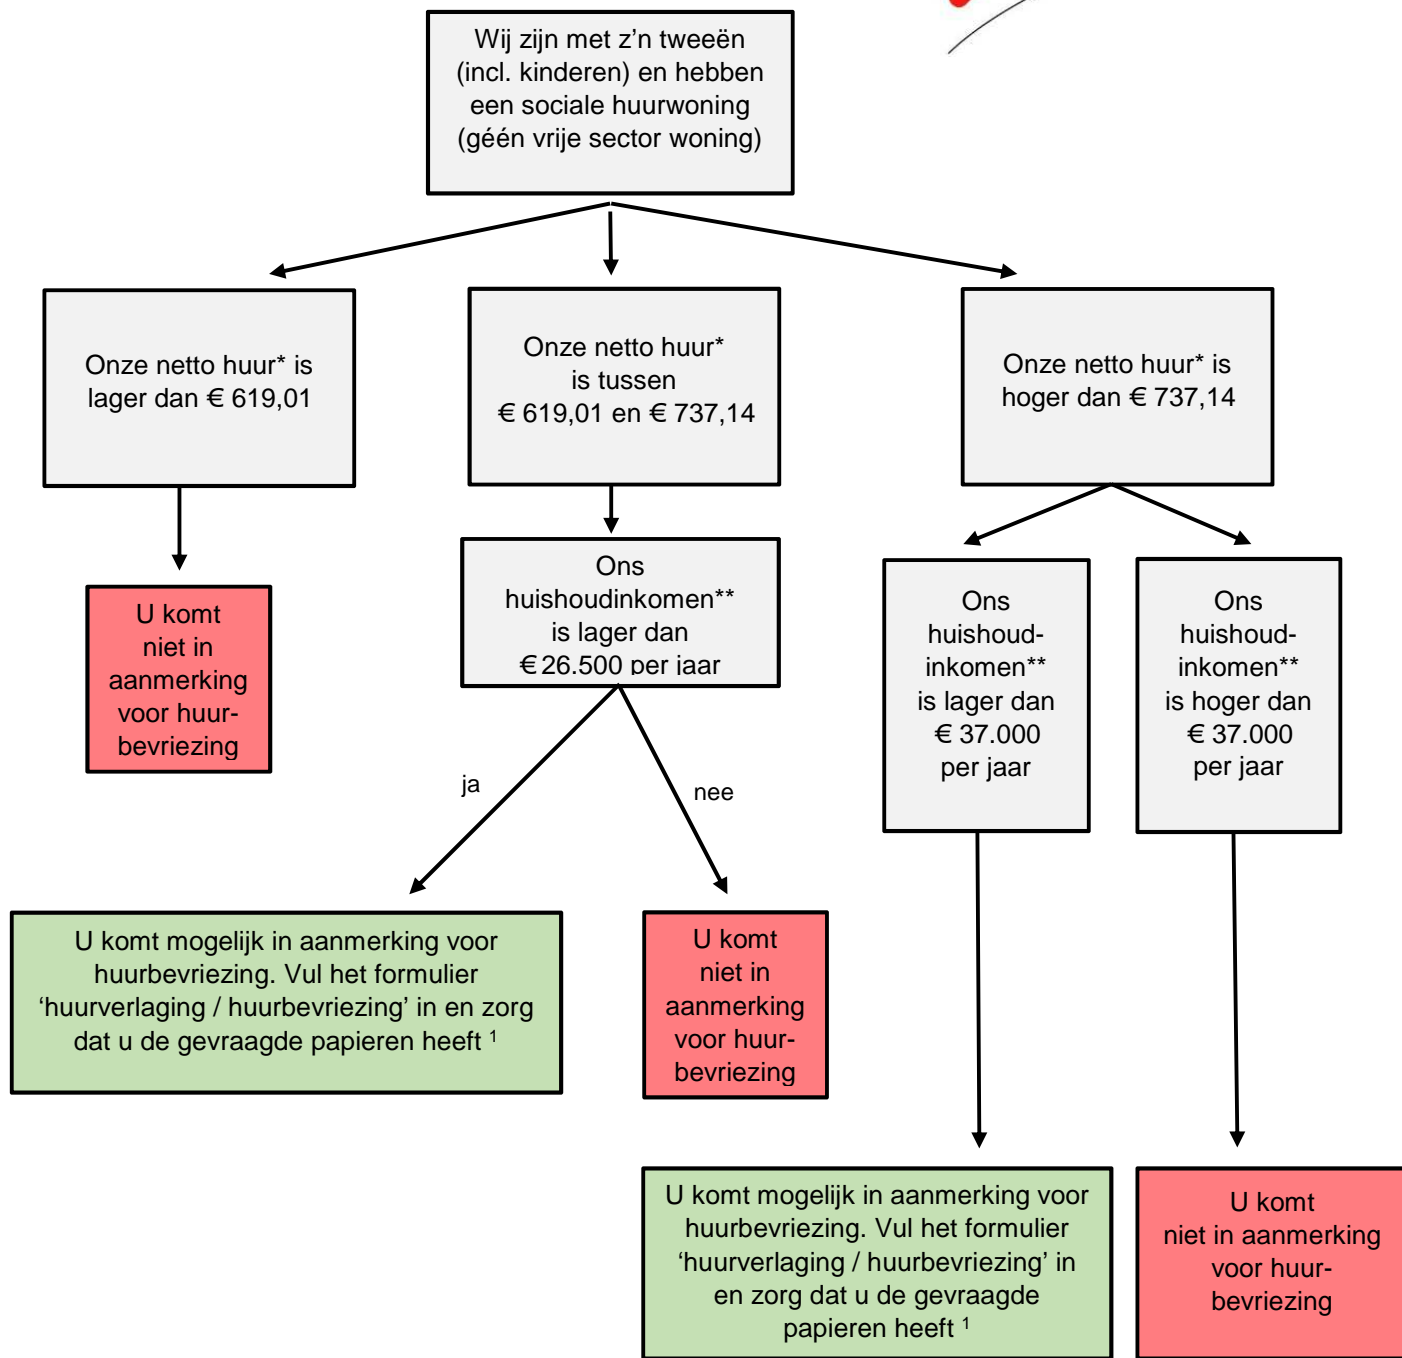 Wij zijn met z'n tweeën
(incl. kinderen) en hebben
een sociale huurwoning
(géén vrije sector woning)
Onze netto huur* is
lager dan € 619,01
Onze netto huur*
is tussen
€ 619,01 en € 737,14
Onze netto huur* is
hoger dan € 737,14
U komt
niet in
aanmerking
voor huur-
bevriezing
Ons
huishoudinkomen**
is lager dan
€ 26.500 per jaar
Ons
huishoud-
inkomen**
is lager dan
€ 37.000
per jaar
Ons
huishoud-
inkomen**
is hoger dan
€ 37.000
per jaar
ja
nee
U komt mogelijk in aanmerking voor
huurbevriezing. Vul het formulier
‘huurverlaging / huurbevriezing’ in en zorg
dat u de gevraagde papieren heeft ¹
U komt
niet in
aanmerking
voor huur-
bevriezing
U komt mogelijk in aanmerking voor
huurbevriezing. Vul het formulier
‘huurverlaging / huurbevriezing’ in
en zorg dat u de gevraagde
papieren heeft ¹
U komt
niet in aanmerking
voor huur-
bevriezing